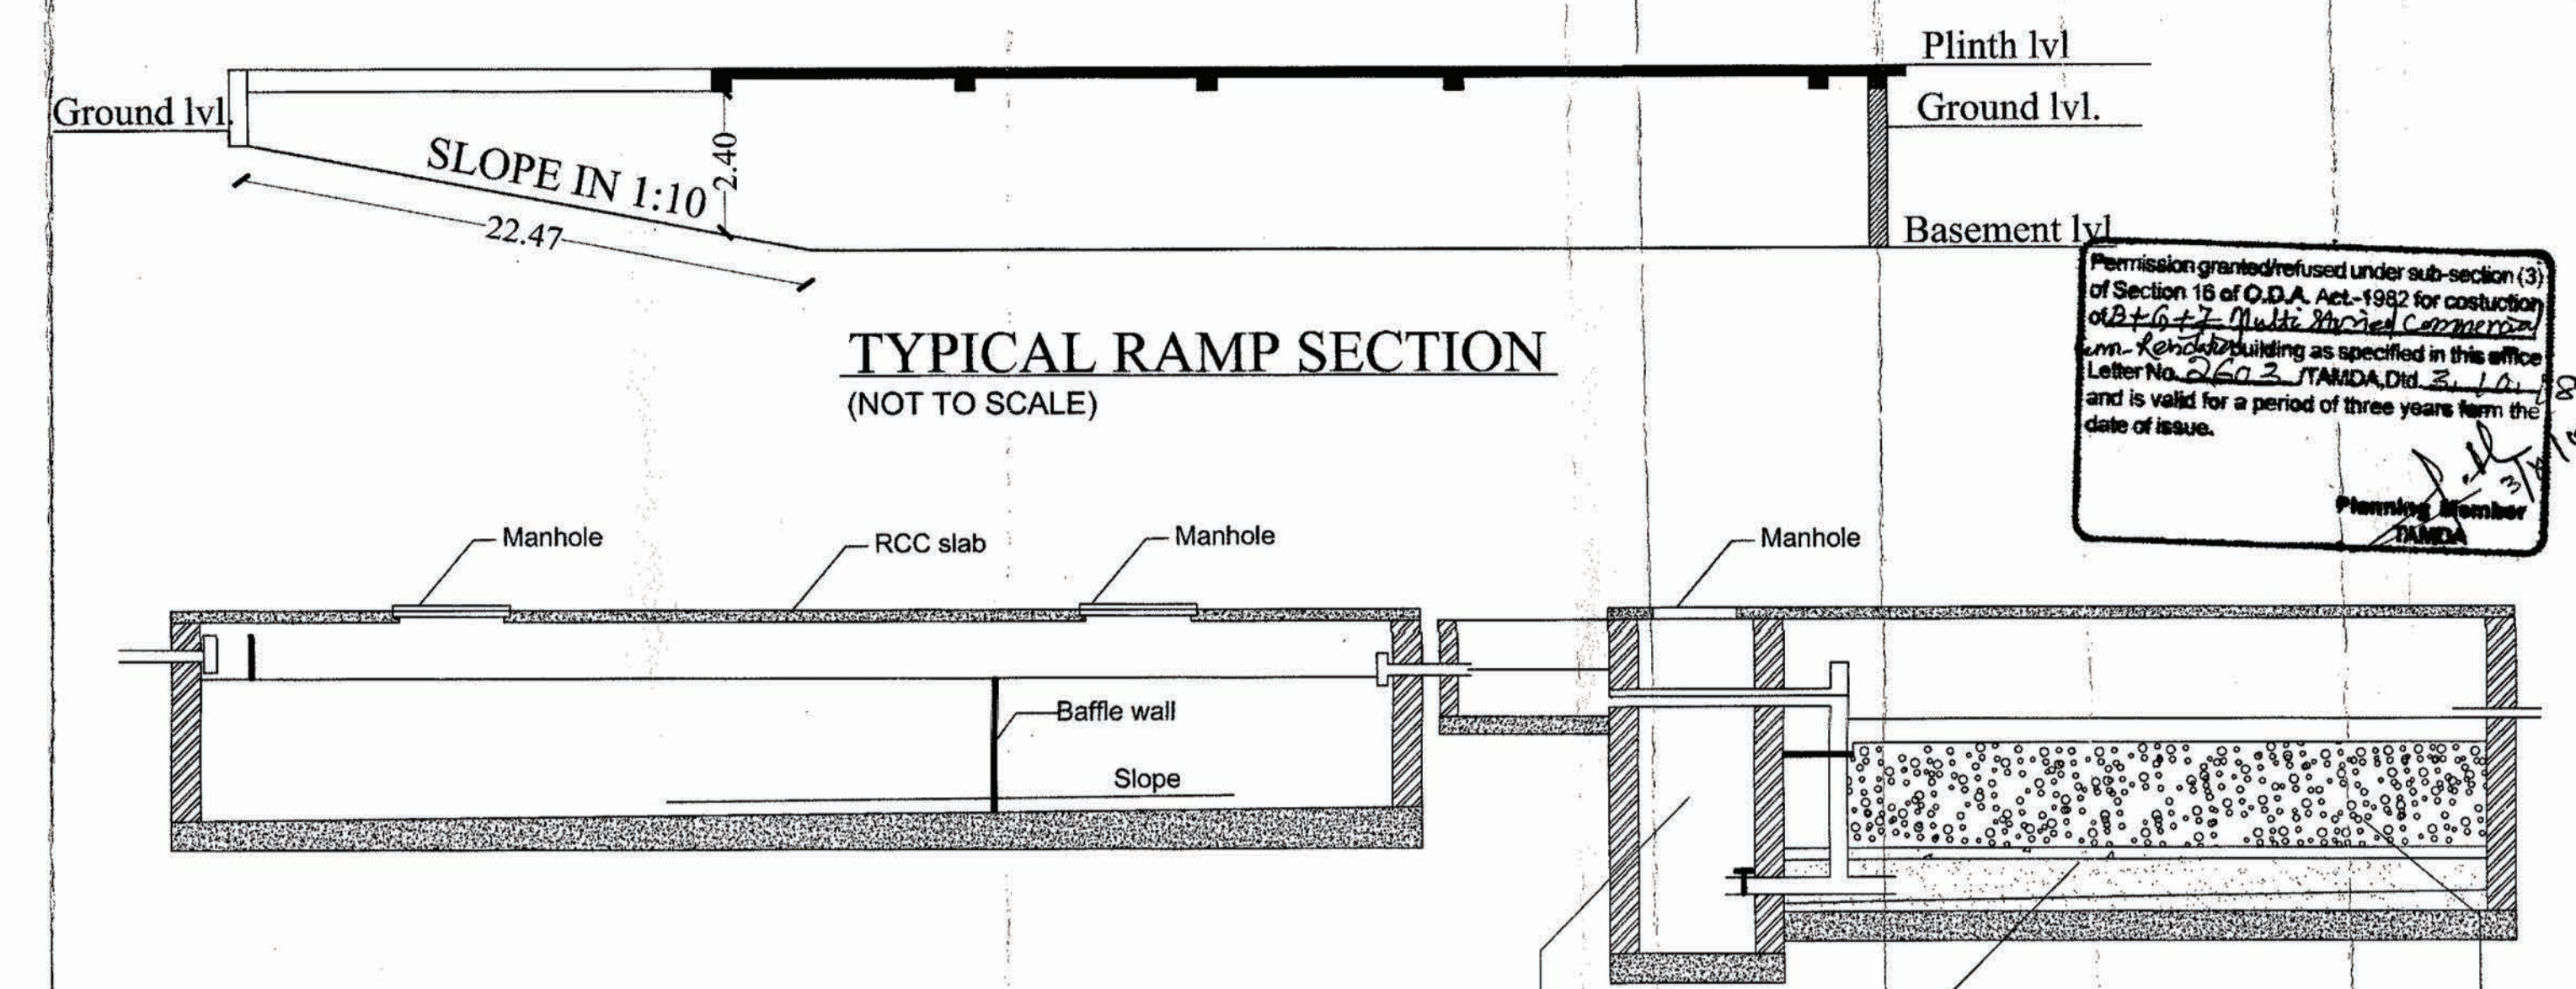 Plinth lvl
Ground lvl.
Ground lvl.
SLOPE IN 1:10
2.40
22.47
Basement lvl
TYPICAL RAMP SECTION
(NOT TO SCALE)
Permission granted/refused under sub-section (3)
of Section 16 of O.D.A. Act.-1982 for costuction
of B+G+7 Multi Storied Commercial
building as specified in this office
Letter No. 2603 /TAMDA, Dtd. 3.10.18
and is valid for a period of three years form the
date of issue.
Planning Member
TAMDA
Manhole
RCC slab
Manhole
Manhole
Baffle wall
Slope